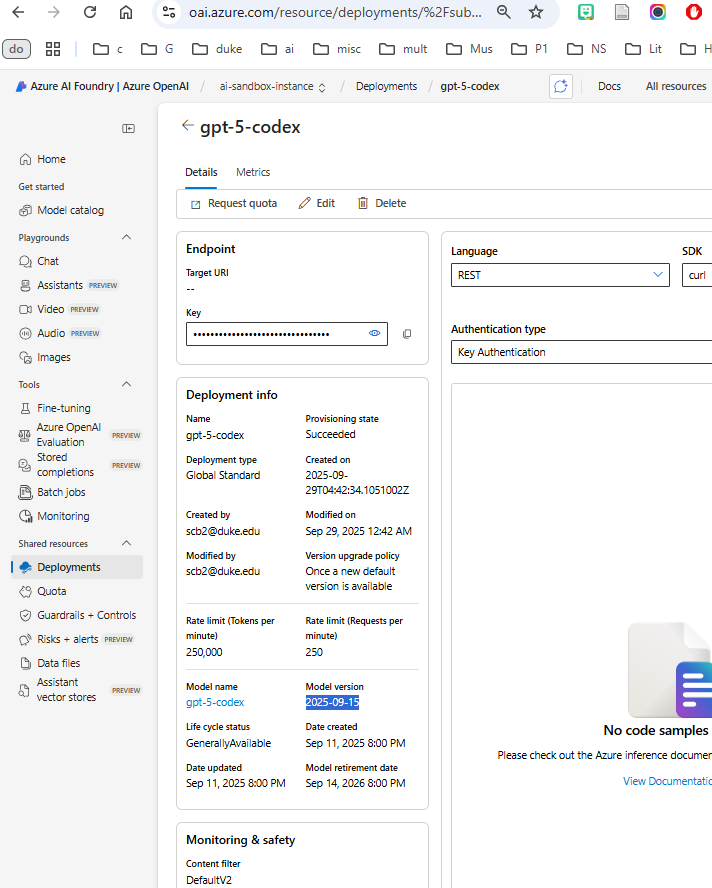 oai.azure.com/resource/deployments/%2Fsub...
do
c
G
duke
ai
misc
mult
Mus
P1
NS
Lit
H
Azure AI Foundry | Azure OpenAI / ai-sandbox-instance / Deployments / gpt-5-codex
Docs
All resources
Home
Get started
Model catalog
Playgrounds
Chat
Assistants PREVIEW
Video PREVIEW
Audio PREVIEW
Images
Tools
Fine-tuning
Azure OpenAI
Evaluation PREVIEW
Stored
completions PREVIEW
Batch jobs
Monitoring
Shared resources
Deployments
Quota
Guardrails + Controls
Risks + alerts PREVIEW
Data files
Assistant
vector stores PREVIEW
gpt-5-codex
Details Metrics
Request quota Edit Delete
Endpoint
Target URI
--
Key
••••••••••••••••••••••••••••••••
Deployment info
Name
gpt-5-codex
Provisioning state
Succeeded
Deployment type
Global Standard
Created on
2025-09-
29T04:42:34.1051002Z
Created by
scb2@duke.edu
Modified on
Sep 29, 2025 12:42 AM
Modified by
scb2@duke.edu
Version upgrade policy
Once a new default
version is available
Rate limit (Tokens per
minute)
250,000
Rate limit (Requests per
minute)
250
Model name
gpt-5-codex
Model version
2025-09-15
Life cycle status
GenerallyAvailable
Date created
Sep 11, 2025 8:00 PM
Date updated
Sep 11, 2025 8:00 PM
Model retirement date
Sep 14, 2026 8:00 PM
Monitoring & safety
Content filter
DefaultV2
Language
REST
SDK
curl
Authentication type
Key Authentication
No code samples
Please check out the Azure inference documen
View Documentatio